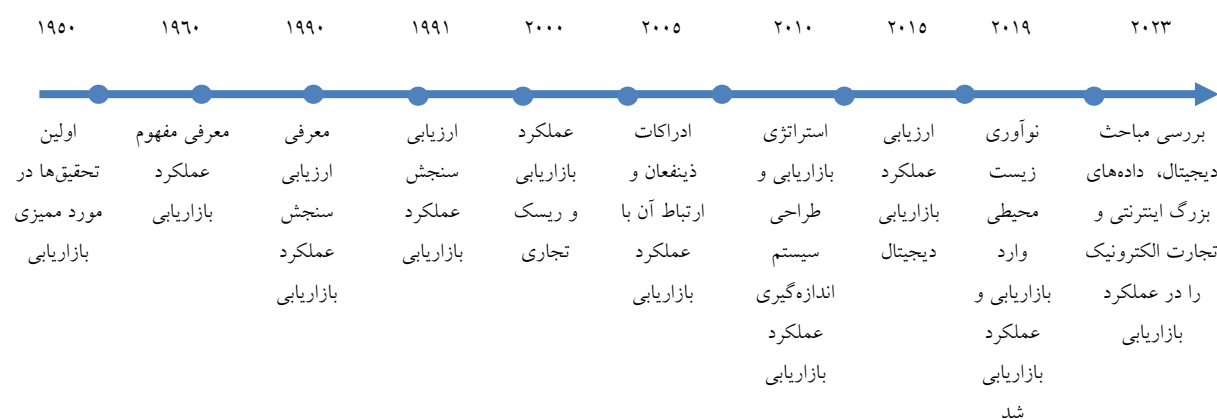 ۱۹۵۰
۱۹۶۰
۱۹۹۰
۱۹۹۱
۲۰۰۰
۲۰۰۵
۲۰۱۰
۲۰۱۵
۲۰۱۹
۲۰۲۳
اولین
تحقیق‌ها در
مورد ممیزی
بازاریابی
معرفی مفهوم
عملکرد
بازاریابی
معرفی
ارزیابی
سنجش
عملکرد
بازاریابی
ارزیابی
سنجش
عملکرد
بازاریابی
عملکرد
بازاریابی
و ریسک
تجاری
ادراکات
ذینفعان و
ارتباط آن با
عملکرد
بازاریابی
استراتژی
بازاریابی و
طراحی
سیستم
اندازه‌گیری
عملکرد
بازاریابی
ارزیابی
عملکرد
بازاریابی
دیجیتال
نوآوری
زیست
محیطی
وارد
بازاریابی و
عملکرد
بازاریابی
شد
بررسی مباحث
دیجیتال، داده‌های
بزرگ اینترنتی و
تجارت الکترونیک
را در عملکرد
بازاریابی